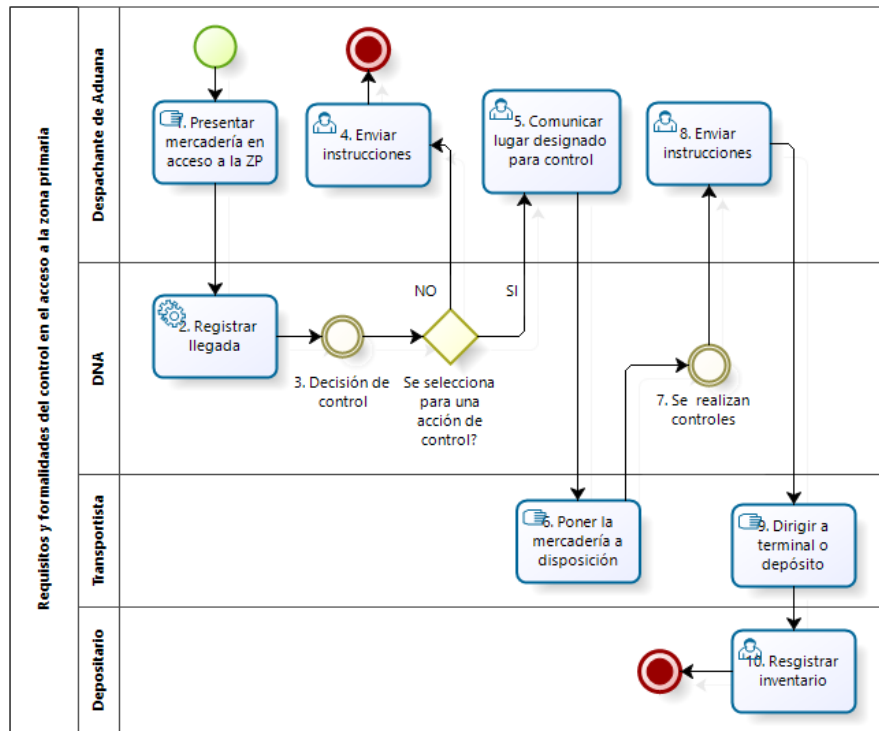 Requisitos y formalidades del control en el acceso a la zona primaria
Despachante de Aduana
1. Presentar
mercadería en
acceso a la ZP
4. Enviar
instrucciones
5. Comunicar
lugar designado
para control
8. Enviar
instrucciones
DNA
NO
SI
2. Registrar
llegada
3. Decisión de
control
Se selecciona
para una
acción de
control?
7. Se realizan
controles
Transportista
6. Poner la
mercadería a
disposición
9. Dirigir a
terminal o
depósito
Depositario
10. Resgistrar
inventario